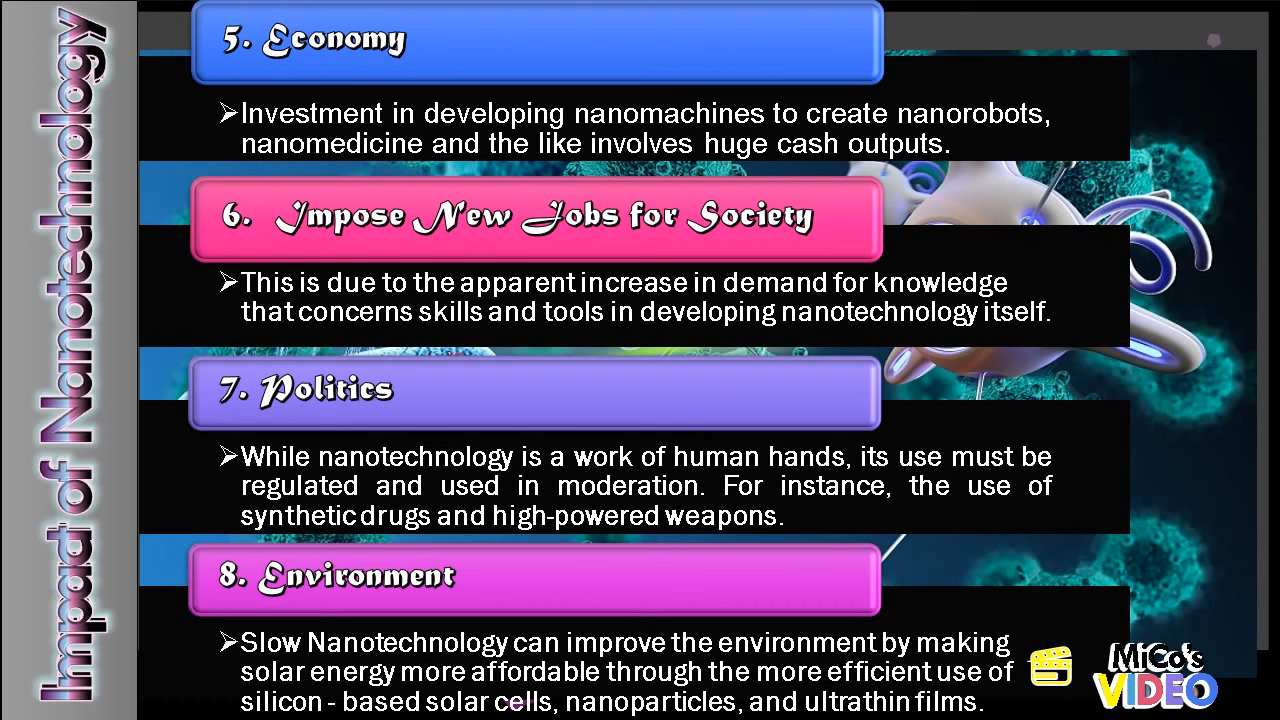 Impact of Nanotechnology
5. Economy
➢Investment in developing nanomachines to create nanorobots,
nanomedicine and the like involves huge cash outputs.
6. Impose New Jobs for Society
➢This is due to the apparent increase in demand for knowledge
that concerns skills and tools in developing nanotechnology itself.
7. Politics
➢While nanotechnology is a work of human hands, its use must be
regulated and used in moderation. For instance, the use of
synthetic drugs and high-powered weapons.
8. Environment
➢Slow Nanotechnology can improve the environment by making
solar energy more affordable through the more efficient use of
silicon - based solar cells, nanoparticles, and ultrathin films.
MiCo's
VIDEO